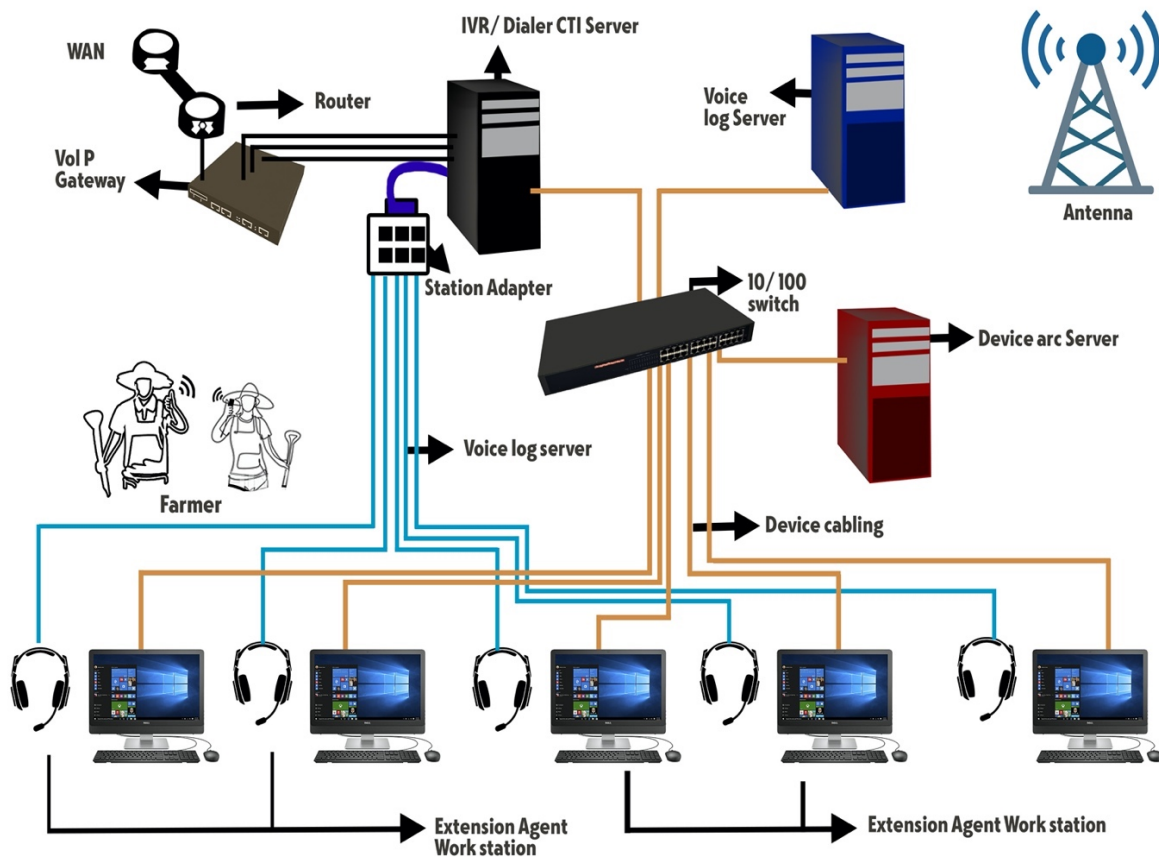 IVR/ Dialer CTI Server
WAN
Router
Voice
log Server
Vol P
Gateway
Antenna
Station Adapter
10/ 100
switch
Device arc Server
Voice log server
Farmer
Device cabling
Extension Agent
Work station
Extension Agent Work station